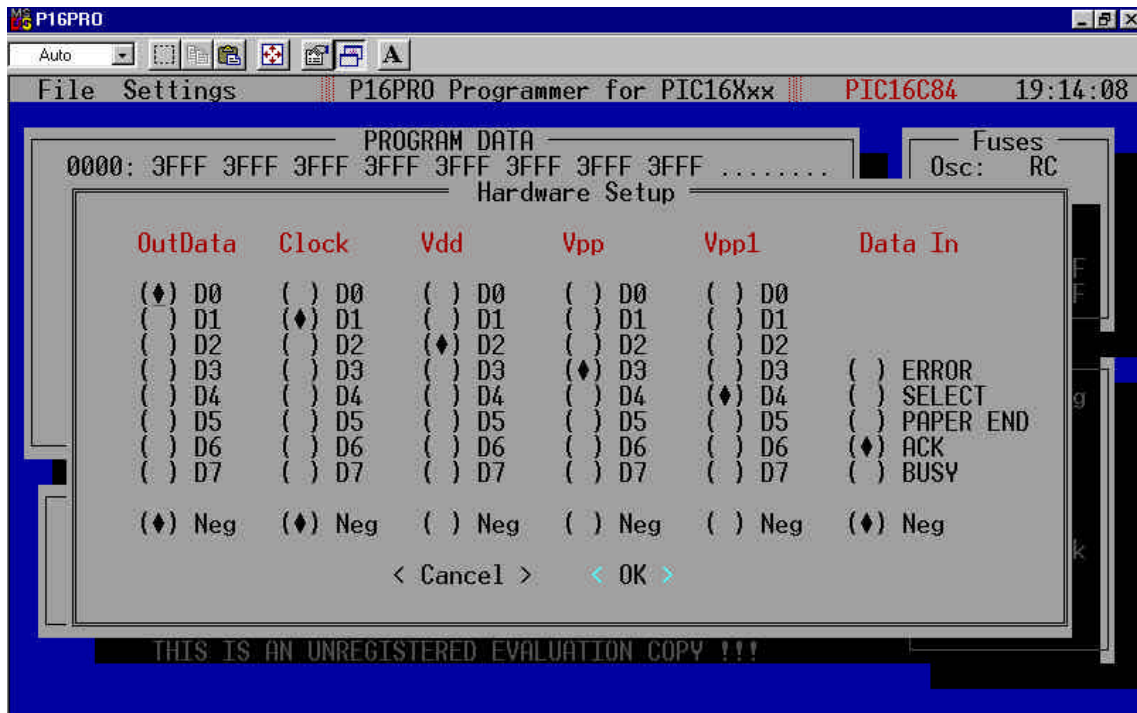 P16PRO
Auto
A
File Settings P16PRO Programmer for PIC16Xxx PIC16C84 19:14:08
PROGRAM DATA Fuses
0000: 3FFF 3FFF 3FFF 3FFF 3FFF 3FFF 3FFF 3FFF ........ Osc: RC
Hardware Setup
OutData Clock Vdd Vpp Vpp1 Data In
(♦) D0 ( ) D0 ( ) D0 ( ) D0 ( ) D0
( ) D1 (♦) D1 ( ) D1 ( ) D1 ( ) D1
( ) D2 ( ) D2 (♦) D2 ( ) D2 ( ) D2
( ) D3 ( ) D3 ( ) D3 (♦) D3 ( ) D3 ( ) ERROR
( ) D4 ( ) D4 ( ) D4 ( ) D4 (♦) D4 ( ) SELECT
( ) D5 ( ) D5 ( ) D5 ( ) D5 ( ) D5 ( ) PAPER END
( ) D6 ( ) D6 ( ) D6 ( ) D6 ( ) D6 (♦) ACK
( ) D7 ( ) D7 ( ) D7 ( ) D7 ( ) D7 ( ) BUSY
(♦) Neg (♦) Neg ( ) Neg ( ) Neg ( ) Neg (♦) Neg
< Cancel > < OK >
THIS IS AN UNREGISTERED EVALUATION COPY !!!